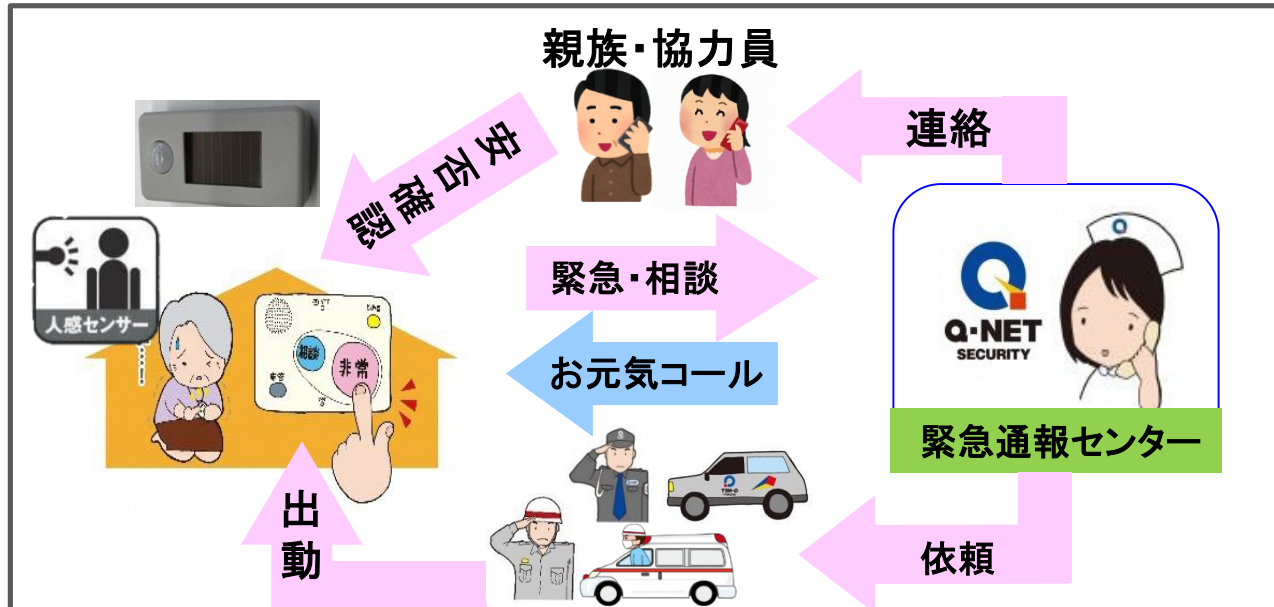 親族・協力員
連絡
安否確認
人感センサー
相談
非常
緊急・相談
お元気コール
Q-NET
SECURITY
緊急通報センター
出動
依頼